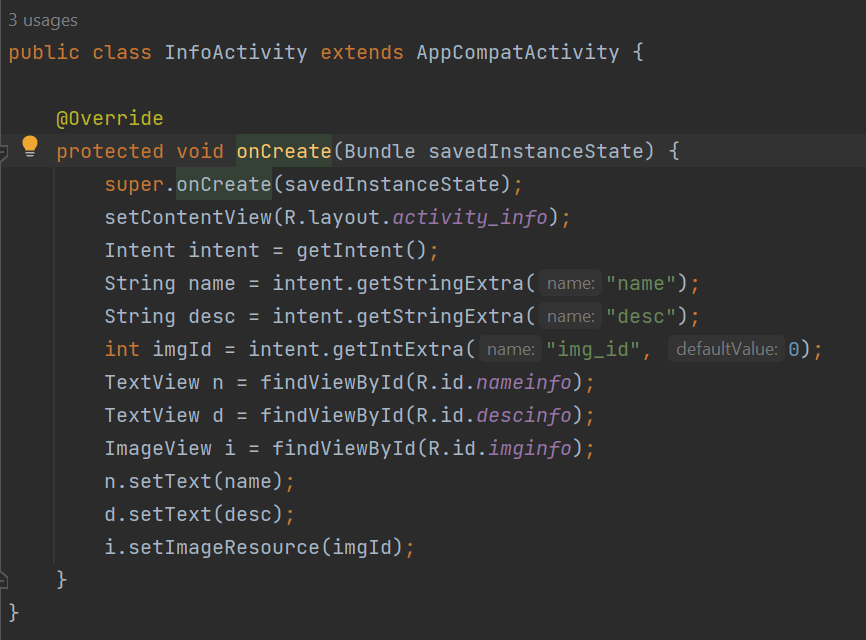 3 usages
public class InfoActivity extends AppCompatActivity {
@Override
protected void onCreate(Bundle savedInstanceState) {
super.onCreate(savedInstanceState);
setContentView(R.layout.activity_info);
Intent intent = getIntent();
String name = intent.getStringExtra( name: "name");
String desc = intent.getStringExtra( name: "desc");
int imgId = intent.getIntExtra( name: "img_id", defaultValue: 0);
TextView n = findViewById(R.id.nameinfo);
TextView d = findViewById(R.id.descinfo);
ImageView i = findViewById(R.id.imginfo);
n.setText(name);
d.setText(desc);
i.setImageResource(imgId);
}
}